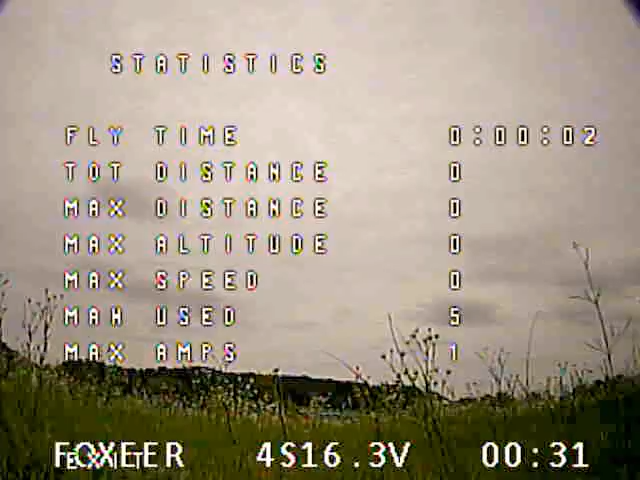 STATISTICS
FLY TIME 0:00:02
TOT DISTANCE 0
MAX DISTANCE 0
MAX ALTITUDE 0
MAX SPEED 0
MAH USED 5
MAX AMPS 1
FOXEER 4S16.3V 00:31
EXIT